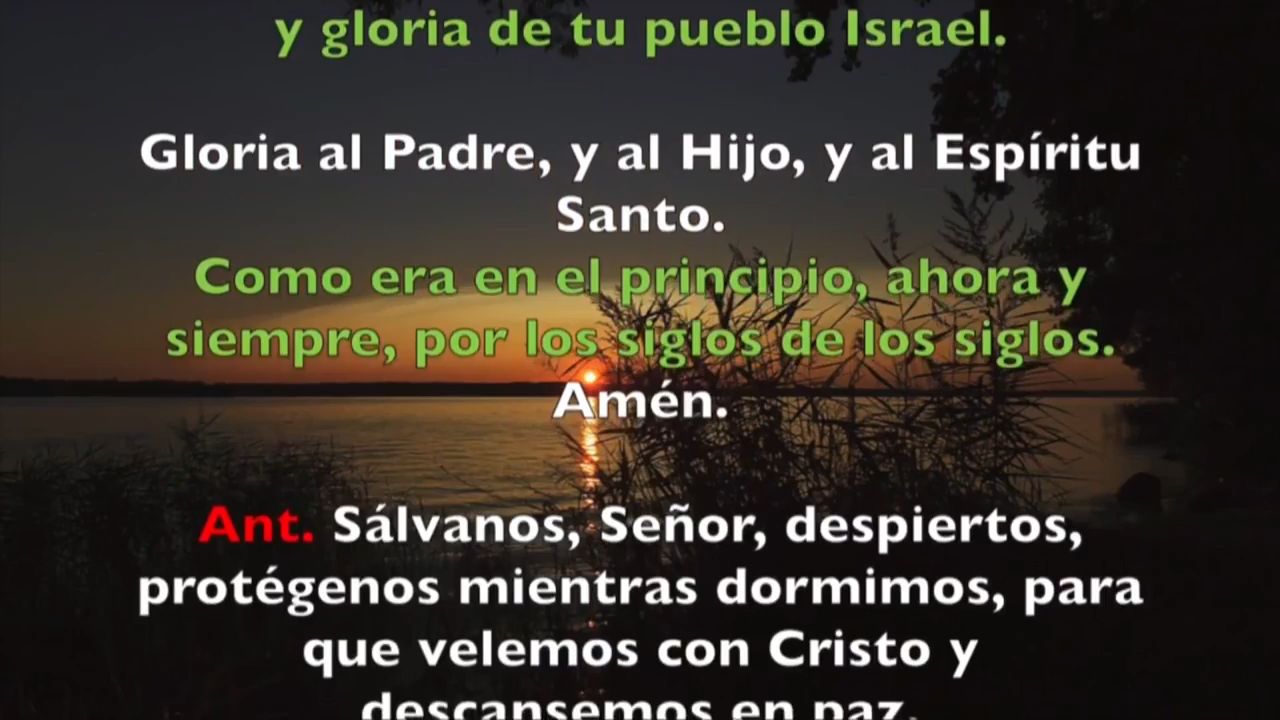 y gloria de tu pueblo Israel.
Gloria al Padre, y al Hijo, y al Espíritu
Santo.
Como era en el principio, ahora y
siempre, por los siglos de los siglos.
Amén.
Ant. Sálvanos, Señor, despiertos,
protégenos mientras dormimos, para
que velemos con Cristo y
descansemos en paz.